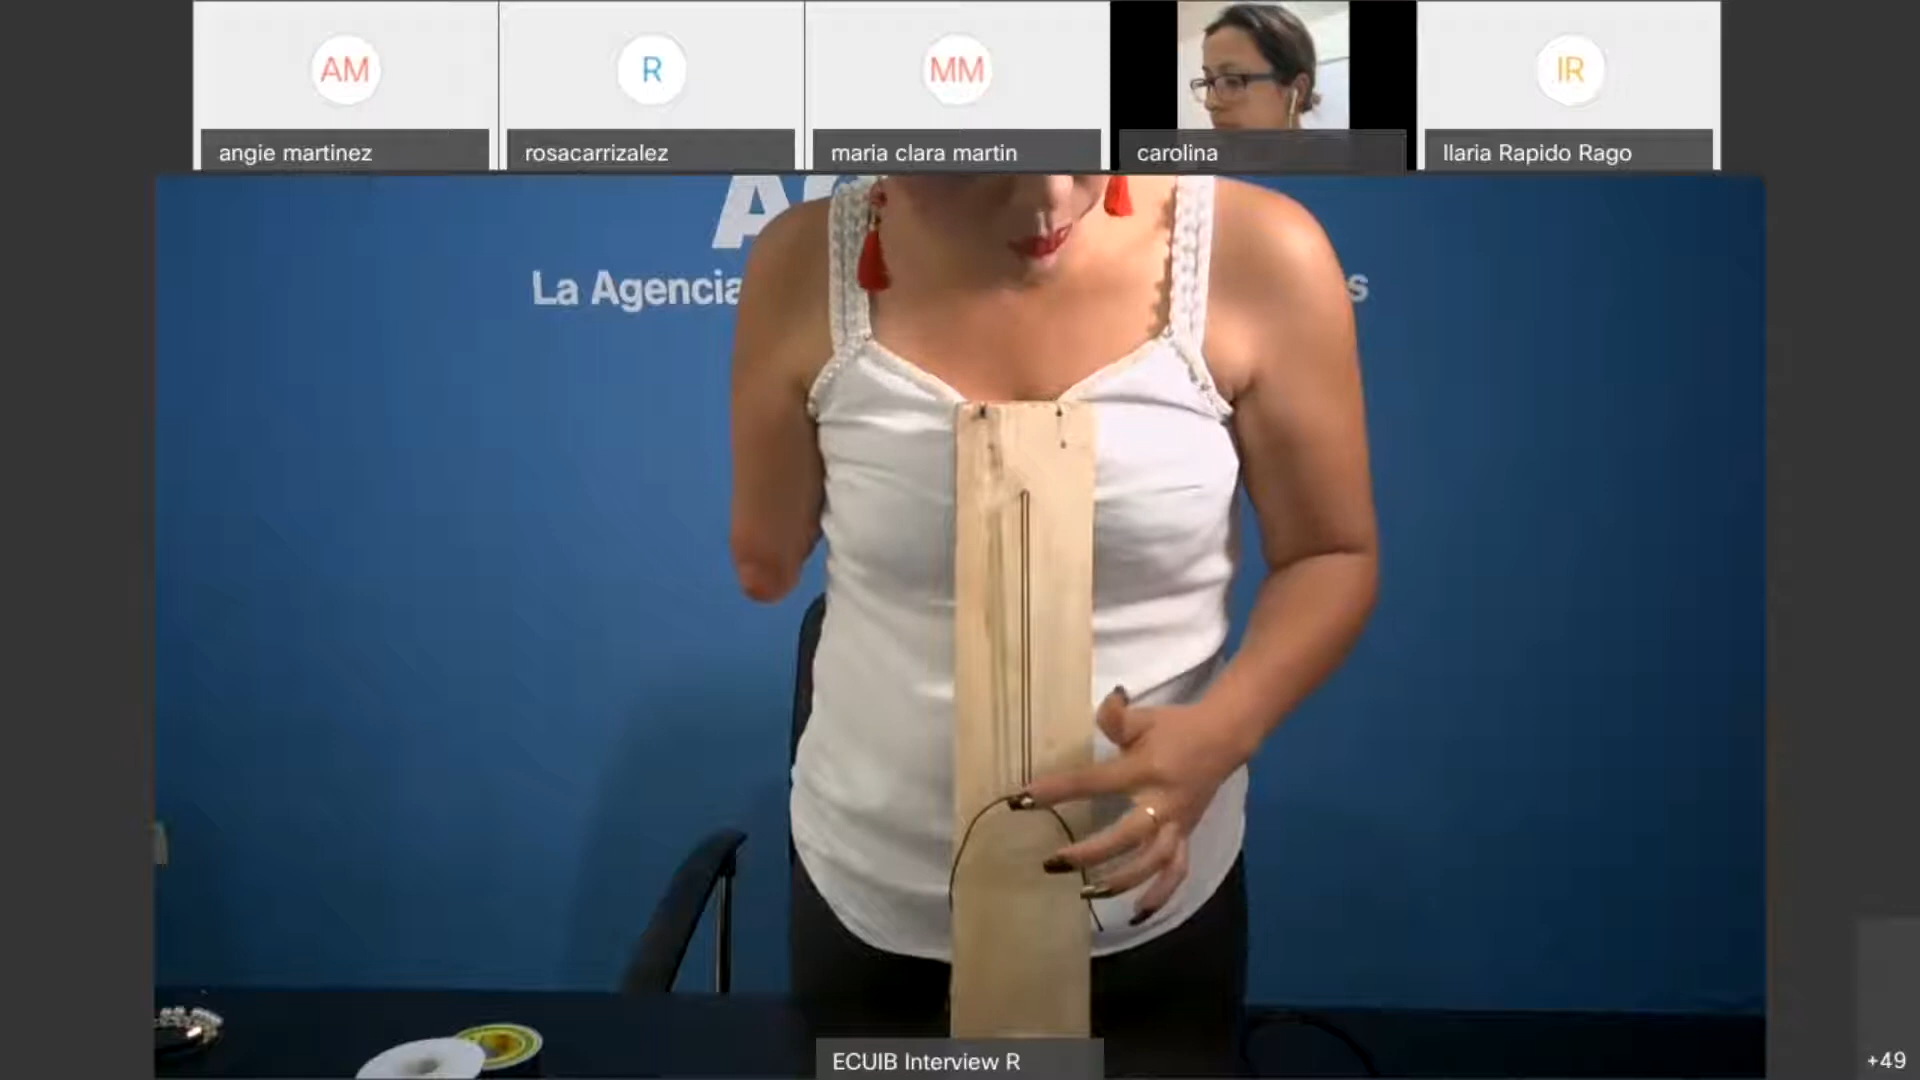 AM
R
MM
IR
angie martinez
rosacarrizalez
maria clara martin
carolina
Ilaria Rapido Rago
La Agencia
ECUIB Interview R
+49